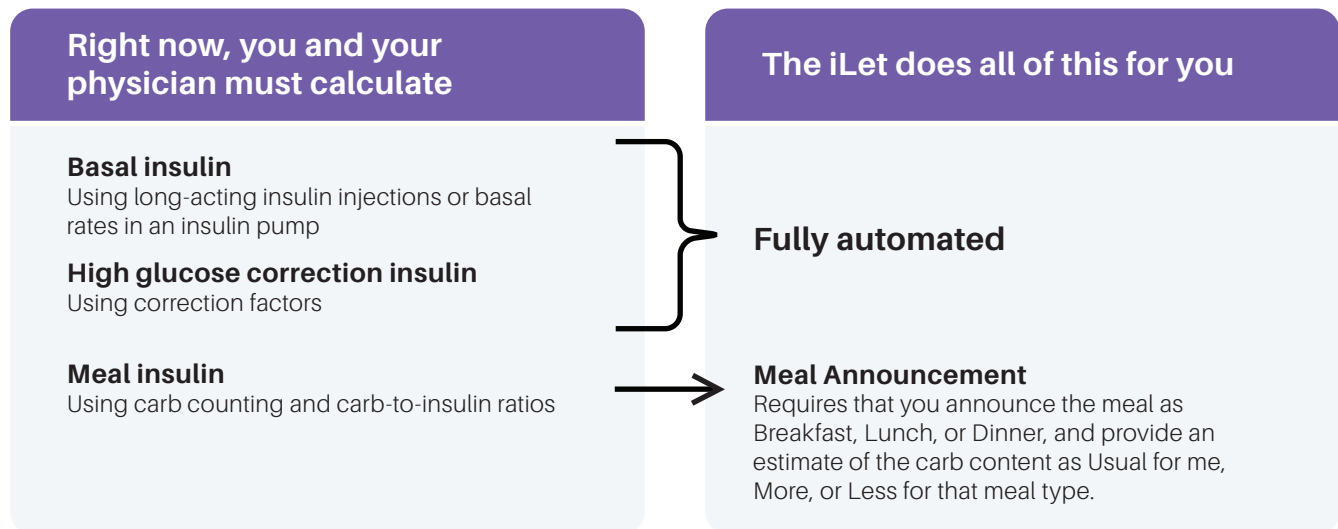 Right now, you and your
physician must calculate
Basal insulin
Using long-acting insulin injections or basal
rates in an insulin pump
High glucose correction insulin
Using correction factors
Meal insulin
Using carb counting and carb-to-insulin ratios
The iLet does all of this for you
Fully automated
Meal Announcement
Requires that you announce the meal as
Breakfast, Lunch, or Dinner, and provide an
estimate of the carb content as Usual for me,
More, or Less for that meal type.